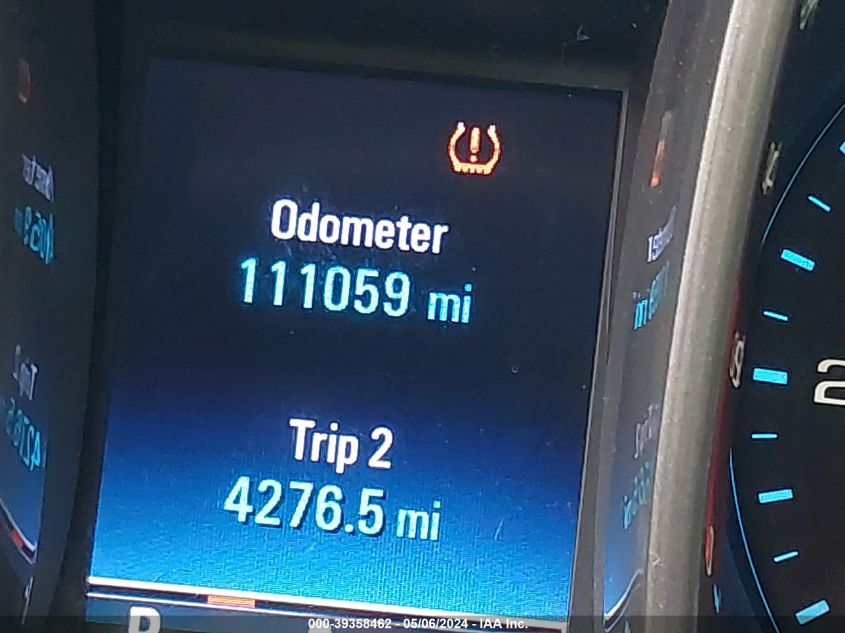 Odometer
111059 mi
Trip 2
4276.5 mi
000-39358462 - 05/06/2024 - IAA Inc.